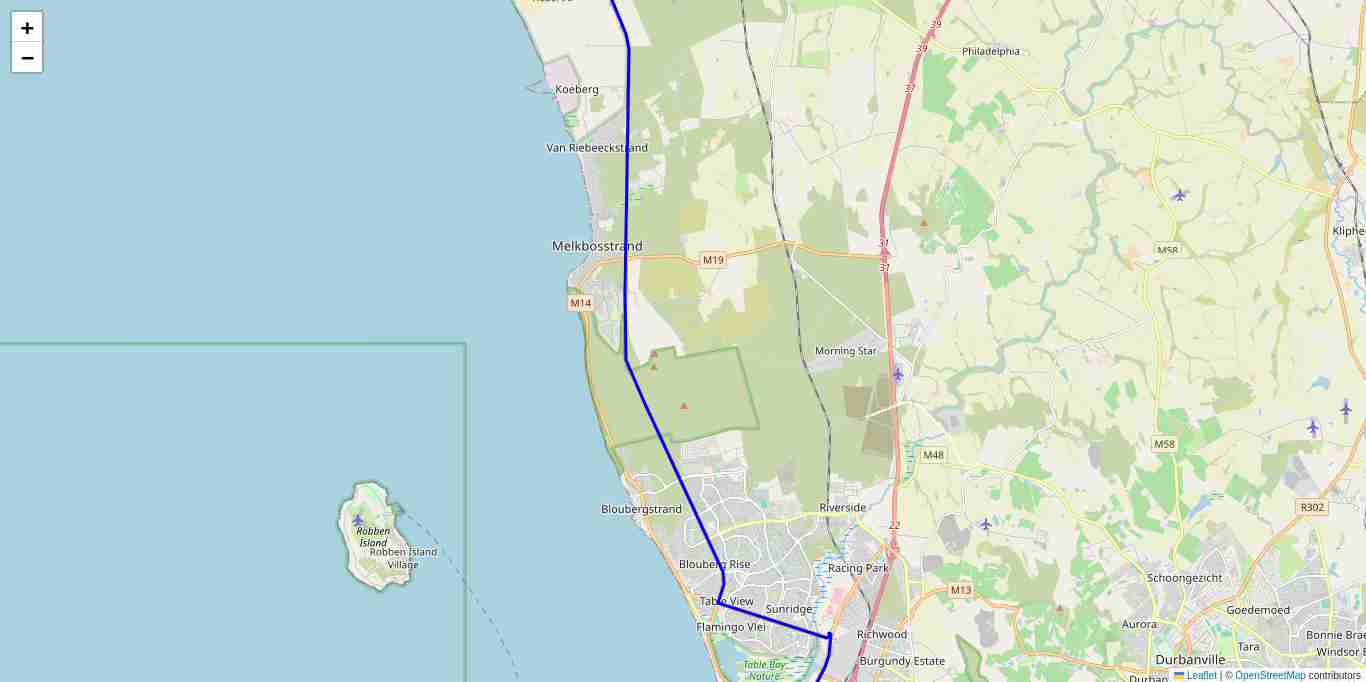 +
−
Koeberg
Van Riebeeckstrand
Melkbosstrand
M14
M19
Philadelphia
39
39
37
31
31
M58
Morning Star
M48
M58
R302
Bloubergstrand
Riverside
22
Robben
Island
Robben Island
Village
Blouberg Rise
Racing Park
Table View
Sunridge
Flamingo Vlei
Richwood
Burgundy Estate
Table Bay
Nature
M13
Schoongezicht
Goedemoed
Aurora
Tara
Bonnie Brae
Windsor E
Durbanville
Durban
Leaflet | © OpenStreetMap contributors